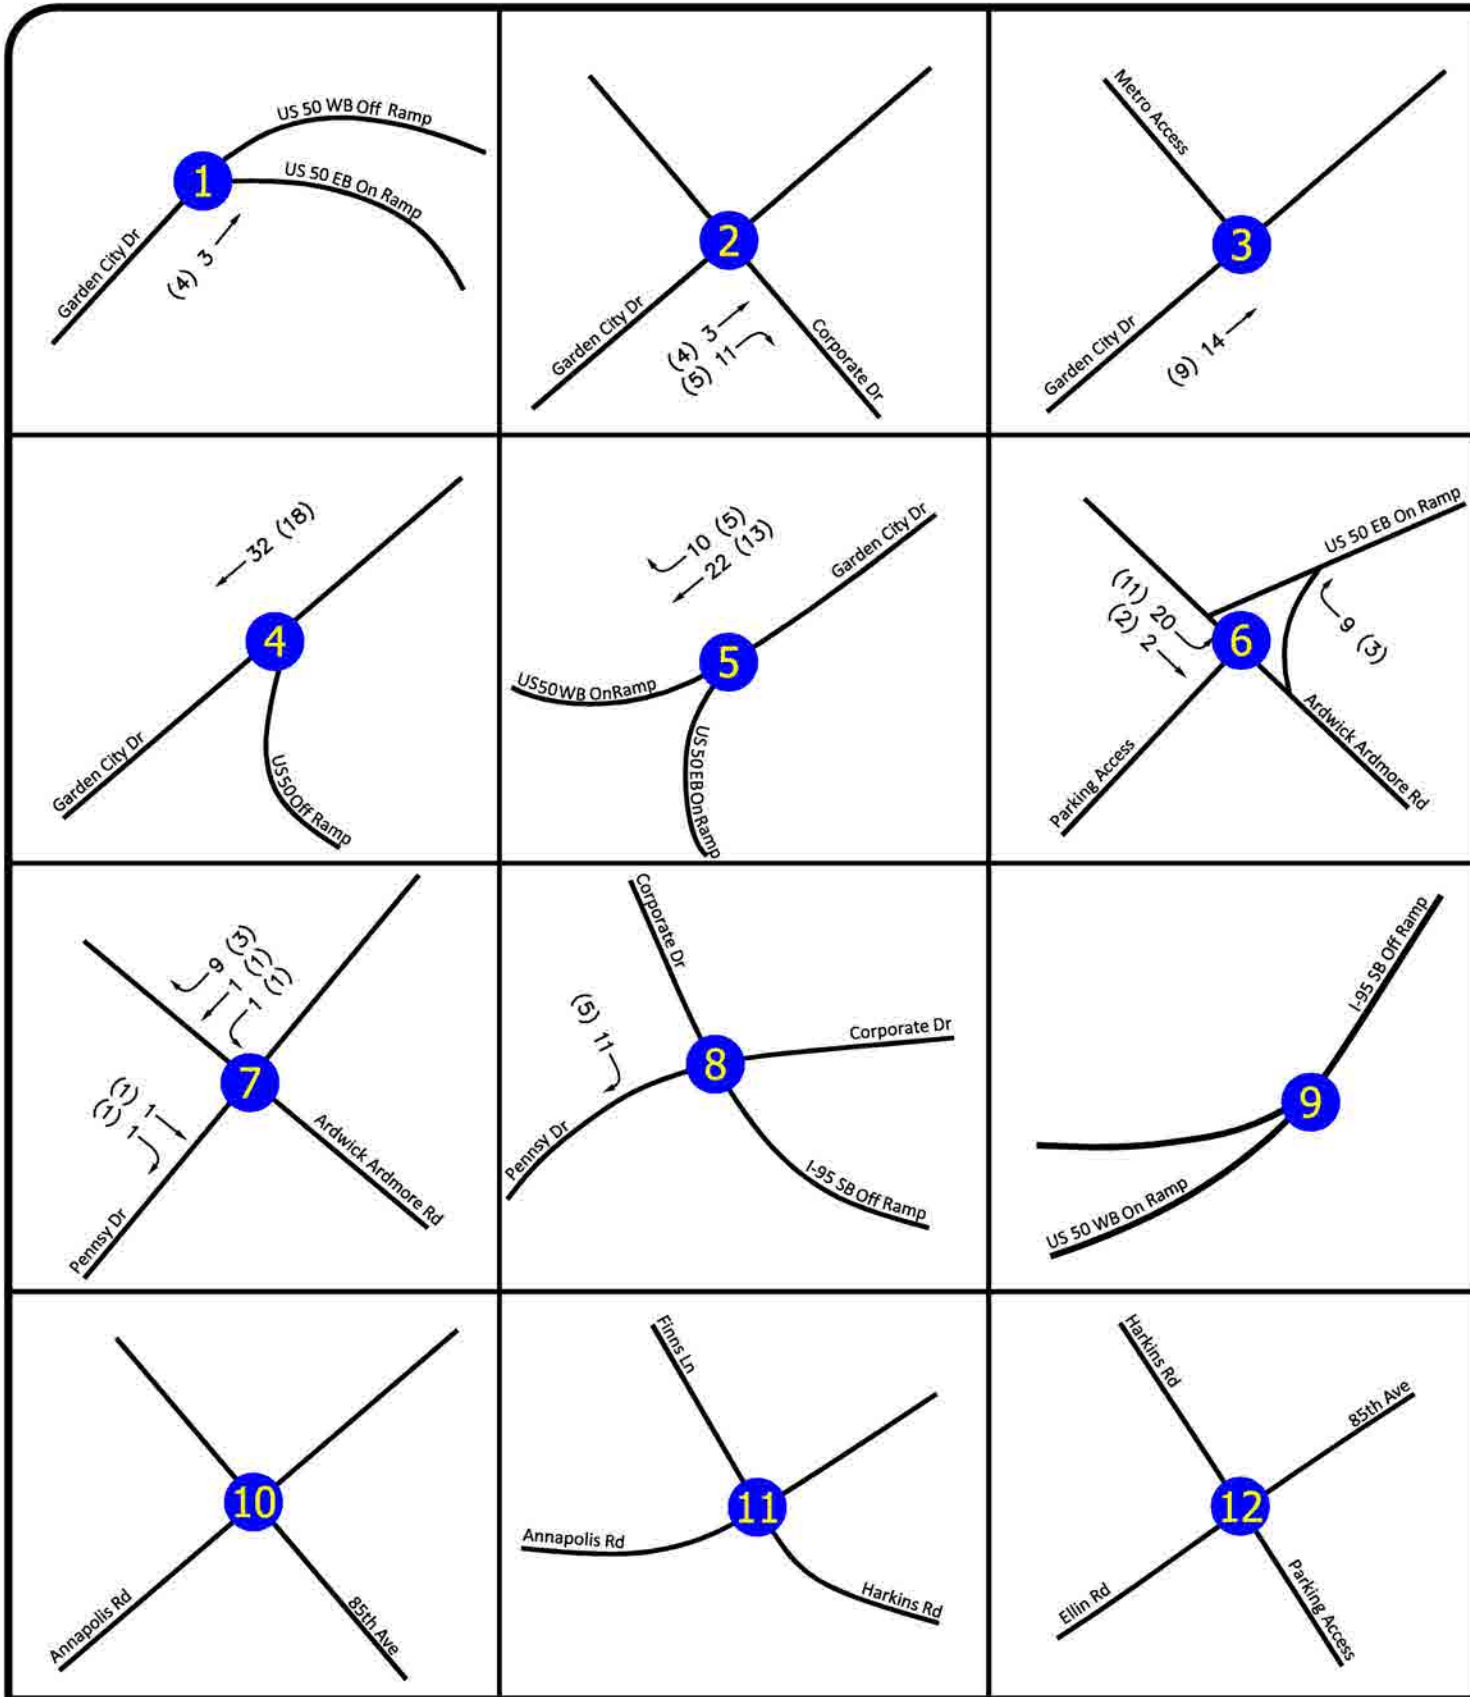 US 50 WB Off Ramp
US 50 EB On Ramp
1
Garden City Dr
(4) 3
2
Garden City Dr
(4) 3
(5) 11
Corporate Dr
Metro Access
3
Garden City Dr
(9) 14
32 (18)
4
Garden City Dr
US50Off Ramp
10 (5)
22 (13)
Garden City Dr
5
US50WB OnRamp
US50EBOnRamp
US 50 EB On Ramp
(11) 20
(2) 2
6
9 (3)
Parking Access
Ardwick Ardmore Rd
9 (3)
1 (1)
1 (1)
7
(1) 1
(1) 1
Pennsy Dr
Ardwick Ardmore Rd
Corporate Dr
(5) 11
8
Corporate Dr
Pennsy Dr
I-95 SB Off Ramp
I-95 SB Off Ramp
9
US 50 WB On Ramp
10
Annapolis Rd
85th Ave
Finns Ln
11
Annapolis Rd
Harkins Rd
Harkins Rd
85th Ave
12
Ellin Rd
Parking Access